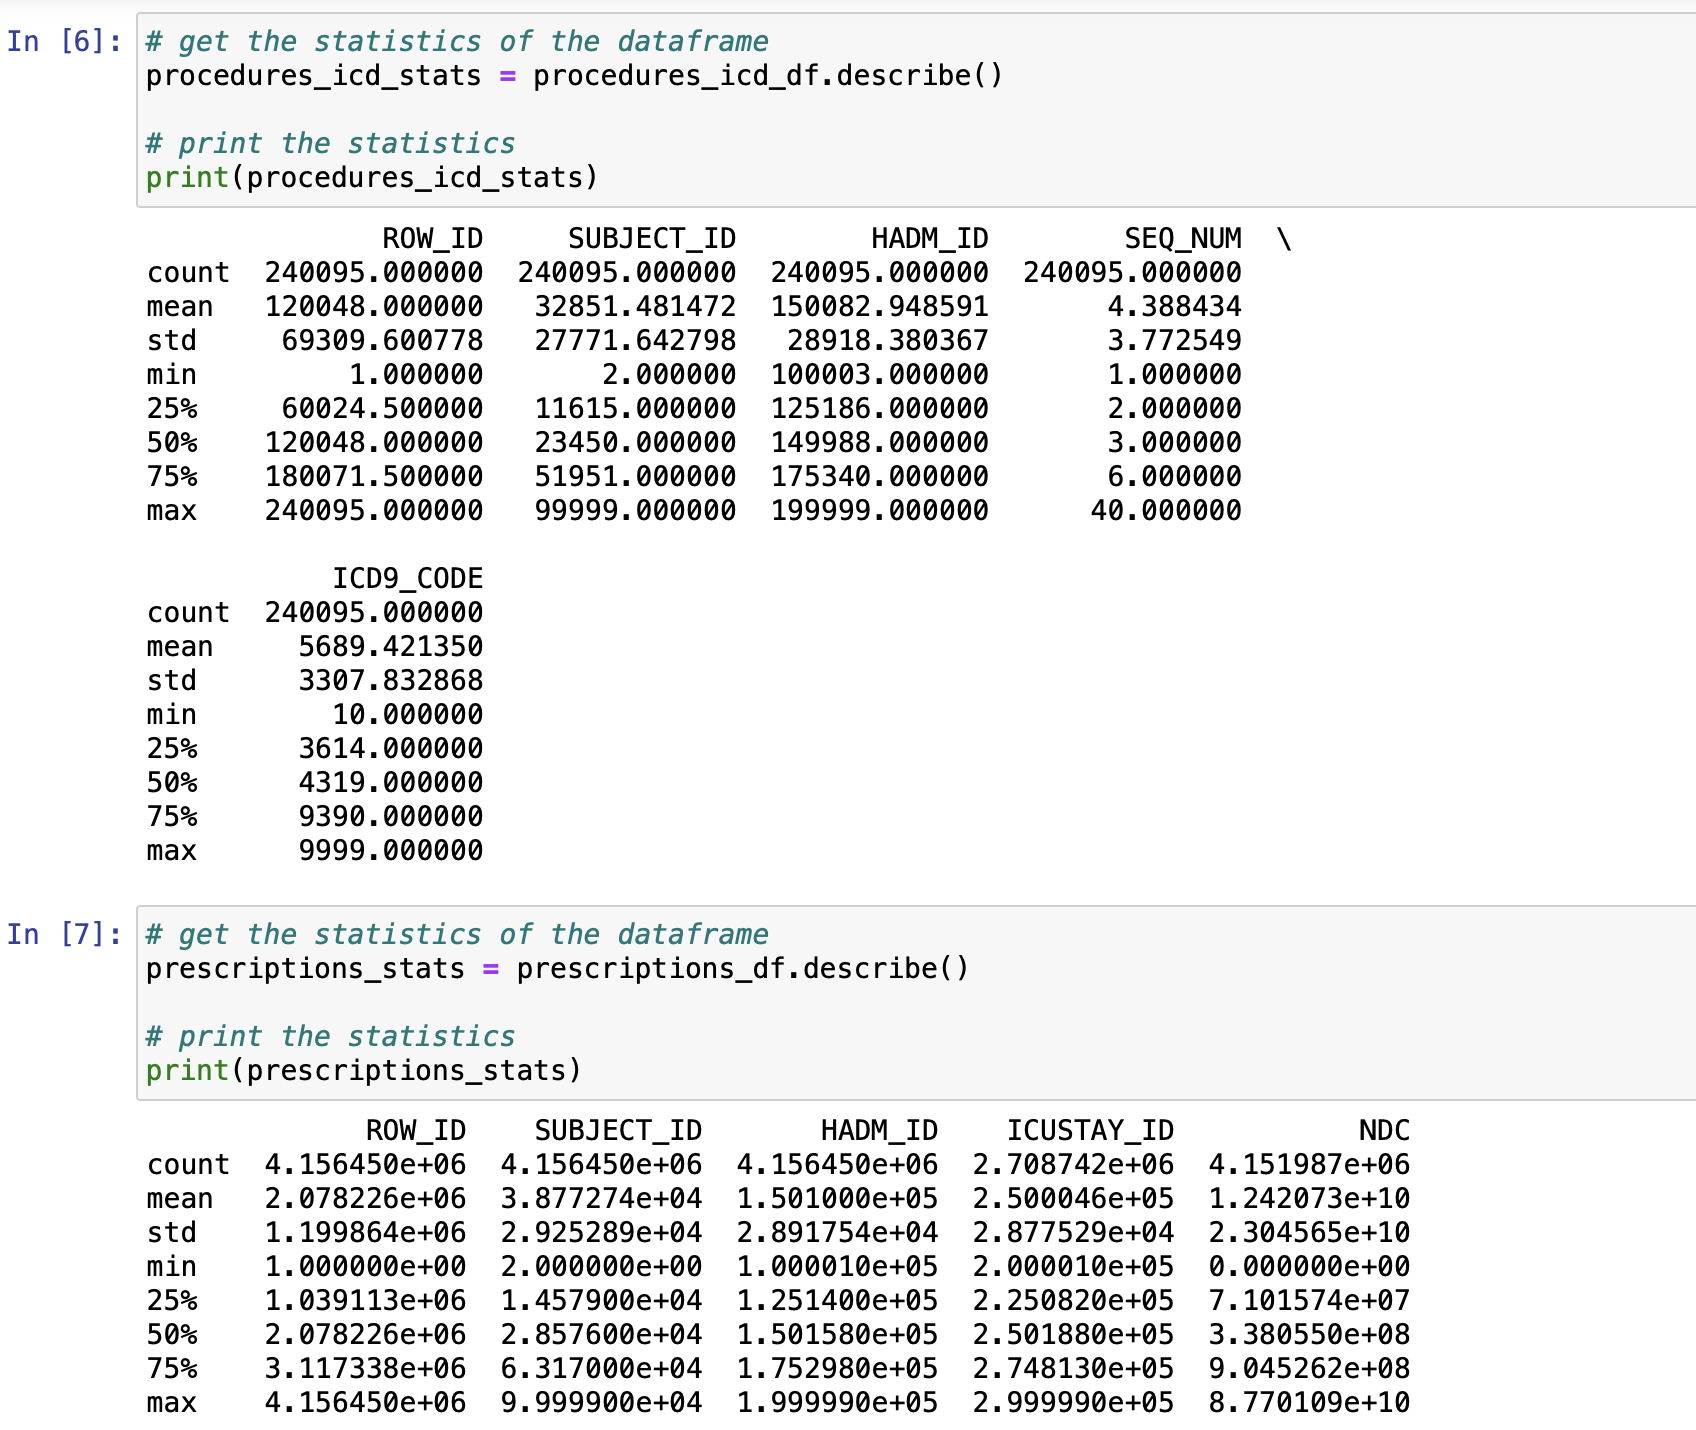 In [6]: # get the statistics of the dataframe
procedures_icd_stats = procedures_icd_df.describe()
# print the statistics
print(procedures_icd_stats)
ROW_ID SUBJECT_ID HADM_ID SEQ_NUM \
count 240095.000000 240095.000000 240095.000000 240095.000000
mean 120048.000000 32851.481472 150082.948591 4.388434
std 69309.600778 27771.642798 28918.380367 3.772549
min 1.000000 2.000000 100003.000000 1.000000
25% 60024.500000 11615.000000 125186.000000 2.000000
50% 120048.000000 23450.000000 149988.000000 3.000000
75% 180071.500000 51951.000000 175340.000000 6.000000
max 240095.000000 99999.000000 199999.000000 40.000000
ICD9_CODE
count 240095.000000
mean 5689.421350
std 3307.832868
min 10.000000
25% 3614.000000
50% 4319.000000
75% 9390.000000
max 9999.000000
In [7]: # get the statistics of the dataframe
prescriptions_stats = prescriptions_df.describe()
# print the statistics
print(prescriptions_stats)
ROW_ID SUBJECT_ID HADM_ID ICUSTAY_ID NDC
count 4.156450e+06 4.156450e+06 4.156450e+06 2.708742e+06 4.151987e+06
mean 2.078226e+06 3.877274e+04 1.501000e+05 2.500046e+05 1.242073e+10
std 1.199864e+06 2.925289e+04 2.891754e+04 2.877529e+04 2.304565e+10
min 1.000000e+00 2.000000e+00 1.000010e+05 2.000010e+05 0.000000e+00
25% 1.039113e+06 1.457900e+04 1.251400e+05 2.250820e+05 7.101574e+07
50% 2.078226e+06 2.857600e+04 1.501580e+05 2.501880e+05 3.380550e+08
75% 3.117338e+06 6.317000e+04 1.752980e+05 2.748130e+05 9.045262e+08
max 4.156450e+06 9.999900e+04 1.999990e+05 2.999990e+05 8.770109e+10